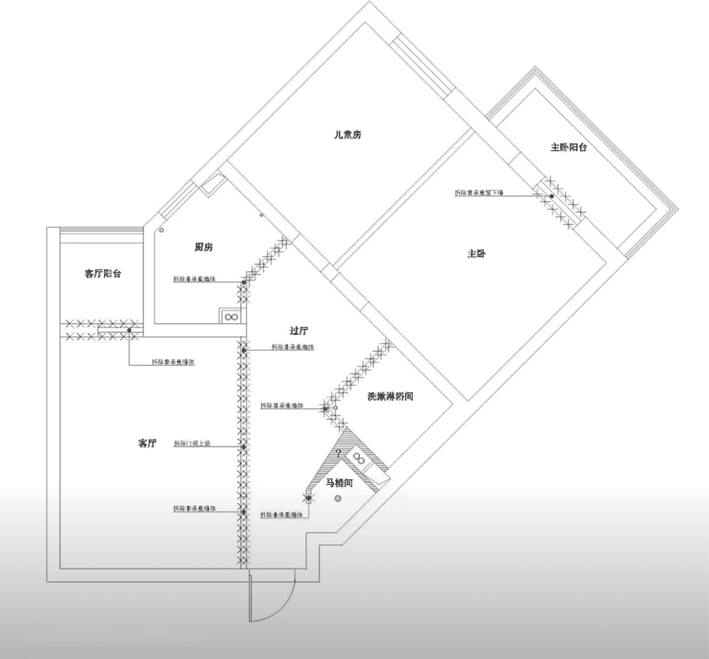 儿童房
主卧阳台
拆除非承重窗下墙
厨房
主卧
客厅阳台
拆除非承重墙体
过厅
拆除非承重墙体
拆除非承重墙体
洗漱淋浴间
拆除非承重墙体
客厅
拆除门洞上梁
?
马桶间
拆除非承重墙体
拆除非承重墙体